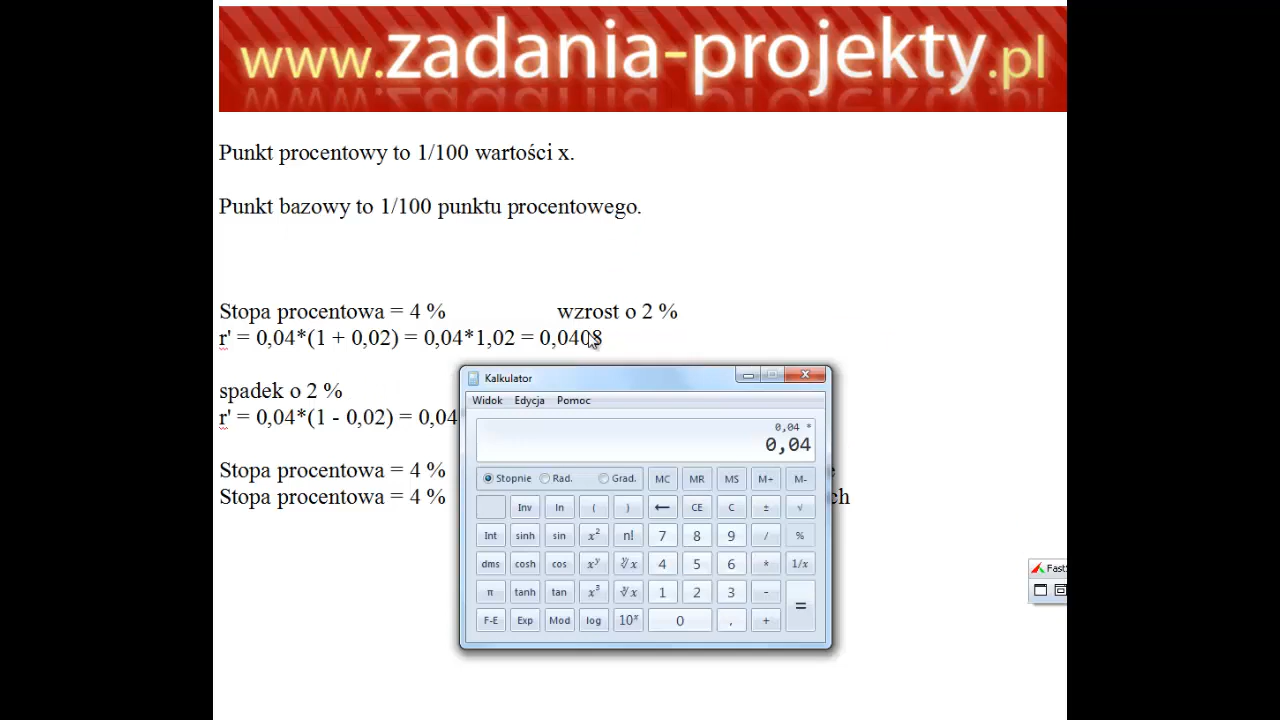 www.zadania-projekty.pl
Punkt procentowy to 1/100 wartości x.
Punkt bazowy to 1/100 punktu procentowego.
Stopa procentowa = 4 % wzrost o 2 %
r' = 0,04*(1 + 0,02) = 0,04*1,02 = 0,0408
spadek o 2 %
r' = 0,04*(1 - 0,02) = 0,04
Stopa procentowa = 4 %
Stopa procentowa = 4 % ch
Kalkulator
Widok Edycja Pomoc
0,04 *
0,04
Stopnie Rad. Grad. MC MR MS M+ M-
Inv ln ( ) ← CE C ± √
Int sinh sin x² n! 7 8 9 / %
dms cosh cos xʸ ʸ√x 4 5 6 * 1/x
π tanh tan x³ ³√x 1 2 3 - =
F-E Exp Mod log 10ˣ 0 , +
Fast